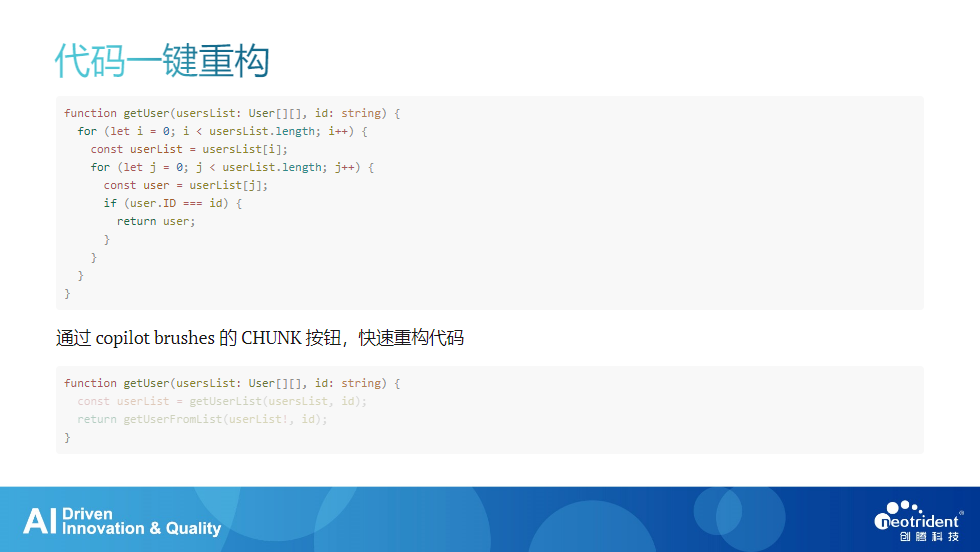 代码一键重构
function getUser(usersList: User[][], id: string) {
  for (let i = 0; i < usersList.length; i++) {
    const userList = usersList[i];
    for (let j = 0; j < userList.length; j++) {
      const user = userList[j];
      if (user.ID === id) {
        return user;
      }
    }
  }
}
通过 copilot brushes 的 CHUNK 按钮，快速重构代码
function getUser(usersList: User[][], id: string) {
  const userList = getUserList(usersList, id);
  return getUserFromList(userList!, id);
}
AI Driven
Innovation & Quality
neotrident®
创腾科技